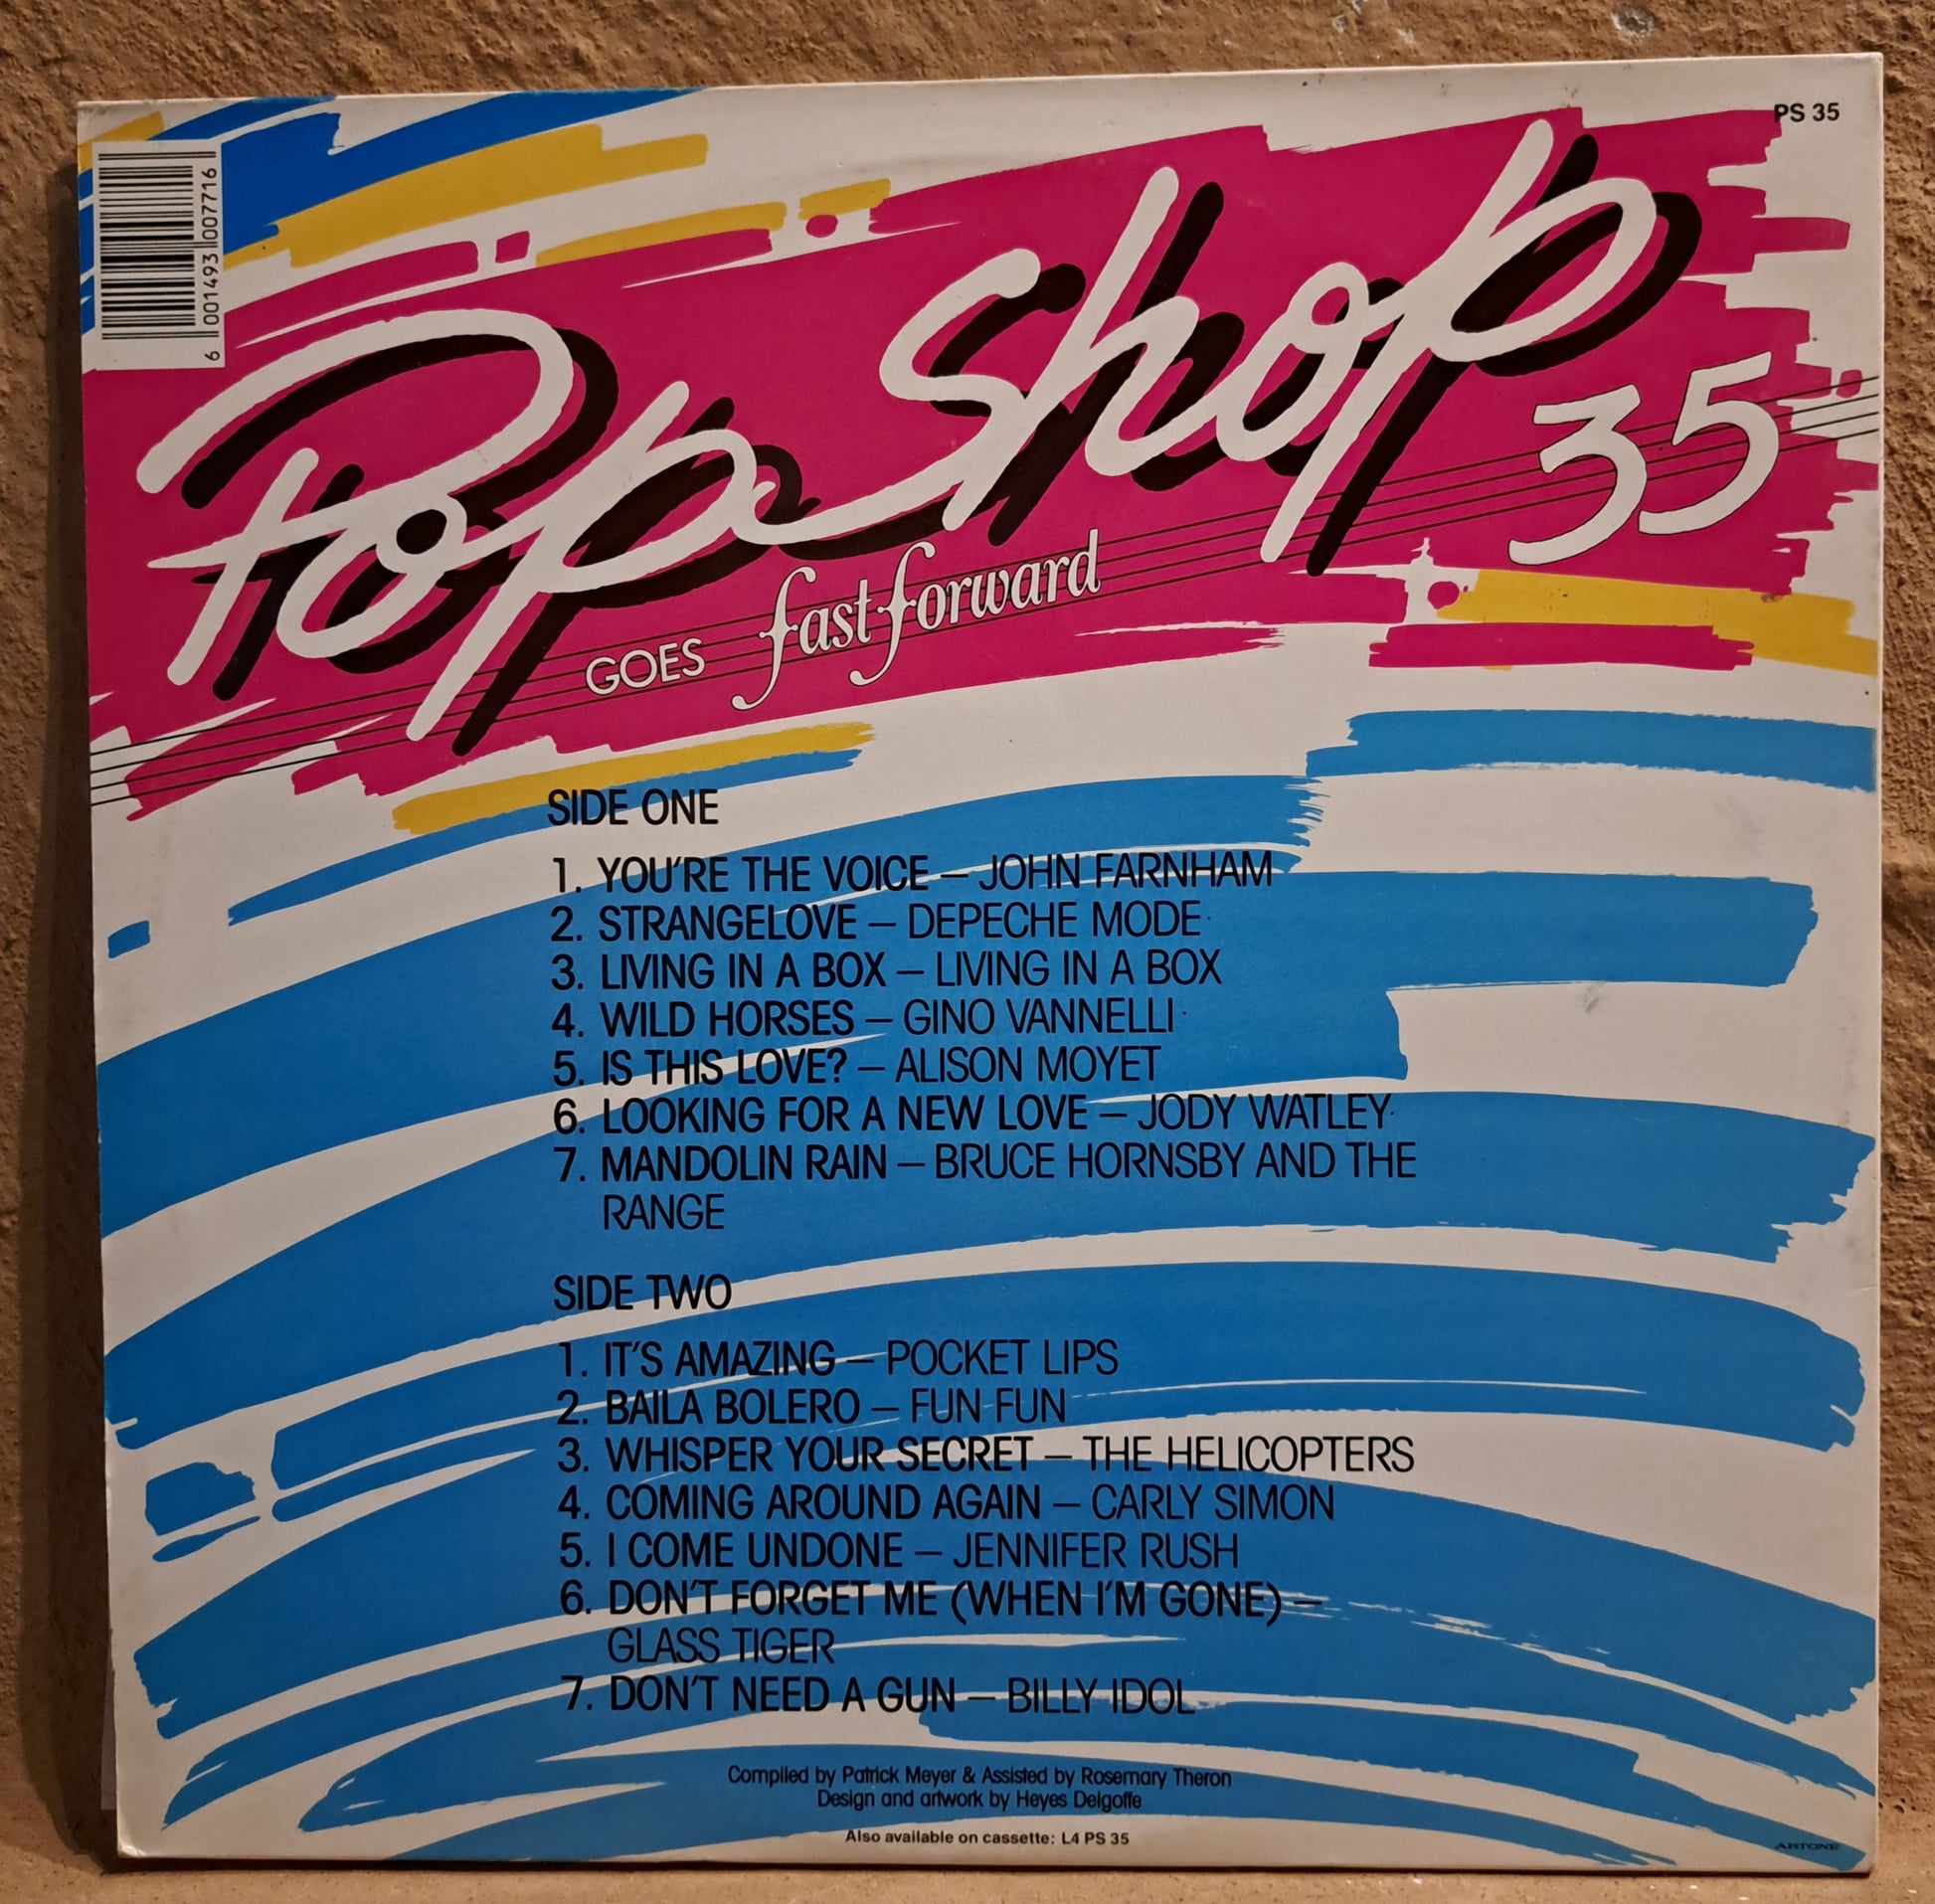 PS 35
6 001493 007716
Pop Shop
35
GOES fast forward
SIDE ONE
1. YOU'RE THE VOICE – JOHN FARNHAM
2. STRANGELOVE – DEPECHE MODE
3. LIVING IN A BOX – LIVING IN A BOX
4. WILD HORSES – GINO VANNELLI
5. IS THIS LOVE? – ALISON MOYET
6. LOOKING FOR A NEW LOVE – JODY WATLEY
7. MANDOLIN RAIN – BRUCE HORNSBY AND THE
RANGE
SIDE TWO
1. IT'S AMAZING – POCKET LIPS
2. BAILA BOLERO – FUN FUN
3. WHISPER YOUR SECRET – THE HELICOPTERS
4. COMING AROUND AGAIN – CARLY SIMON
5. I COME UNDONE – JENNIFER RUSH
6. DON'T FORGET ME (WHEN I'M GONE) –
GLASS TIGER
7. DON'T NEED A GUN – BILLY IDOL
Compiled by Patrick Meyer & Assisted by Rosemary Theron
Design and artwork by Heyes Delgoffe
Also available on cassette: L4 PS 35
ARTONE